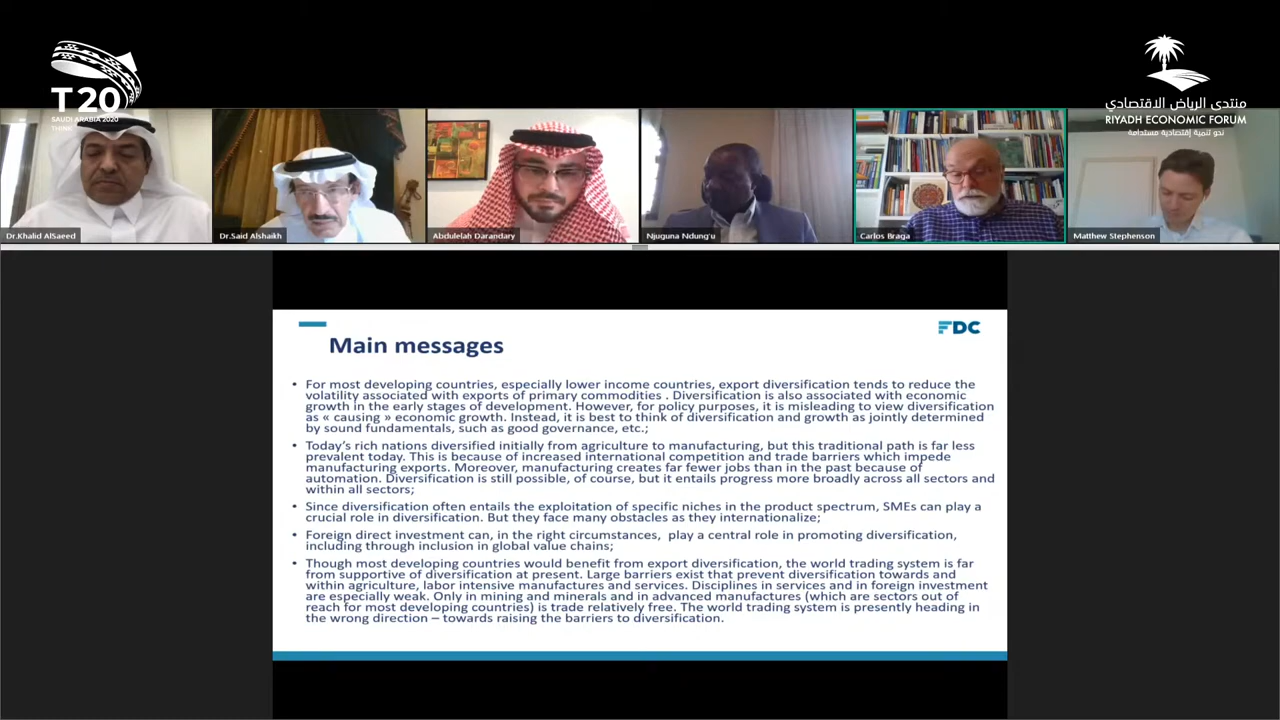 T20
SAUDI ARABIA 2020
THINK
منتدى الرياض الاقتصادي
RIYADH ECONOMIC FORUM
نحو تنمية إقتصادية مستدامة
Dr.Khalid AlSaeed
Dr.Said Alshaikh
Abdulelah Darandary
Njuguna Ndung'u
Carlos Braga
Matthew Stephenson
FDC
Main messages
• For most developing countries, especially lower income countries, export diversification tends to reduce the
volatility associated with exports of primary commodities . Diversification is also associated with economic
growth in the early stages of development. However, for policy purposes, it is misleading to view diversification
as « causing » economic growth. Instead, it is best to think of diversification and growth as jointly determined
by sound fundamentals, such as good governance, etc.;
• Today's rich nations diversified initially from agriculture to manufacturing, but this traditional path is far less
prevalent today. This is because of increased international competition and trade barriers which impede
manufacturing exports. Moreover, manufacturing creates far fewer jobs than in the past because of
automation. Diversification is still possible, of course, but it entails progress more broadly across all sectors and
within all sectors;
• Since diversification often entails the exploitation of specific niches in the product spectrum, SMEs can play a
crucial role in diversification. But they face many obstacles as they internationalize;
• Foreign direct investment can, in the right circumstances, play a central role in promoting diversification,
including through inclusion in global value chains;
• Though most developing countries would benefit from export diversification, the world trading system is far
from supportive of diversification at present. Large barriers exist that prevent diversification towards and
within agriculture, labor intensive manufactures and services. Disciplines in services and in foreign investment
are especially weak. Only in mining and minerals and in advanced manufactures (which are sectors out of
reach for most developing countries) is trade relatively free. The world trading system is presently heading in
the wrong direction – towards raising the barriers to diversification.